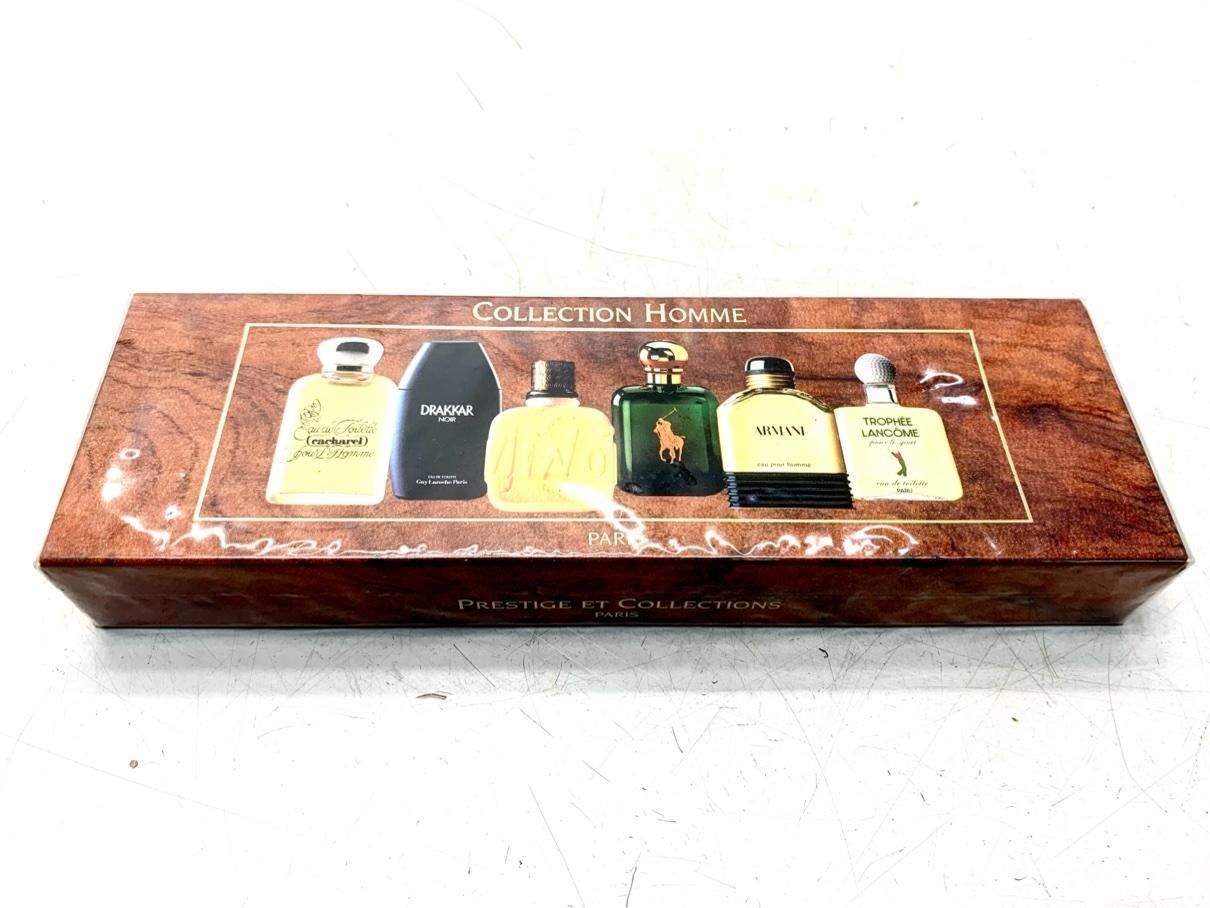 COLLECTION HOMME
Eau de Toilette
cacharel
pour L'Homme
DRAKKAR
NOIR
EAU DE TOILETTE
Guy Laroche Paris
ARMANI
eau pour homme
TROPHÉE
LANCÔME
pour le sport
eau de toilette
PARIS
PRESTIGE ET COLLECTIONS
PARIS